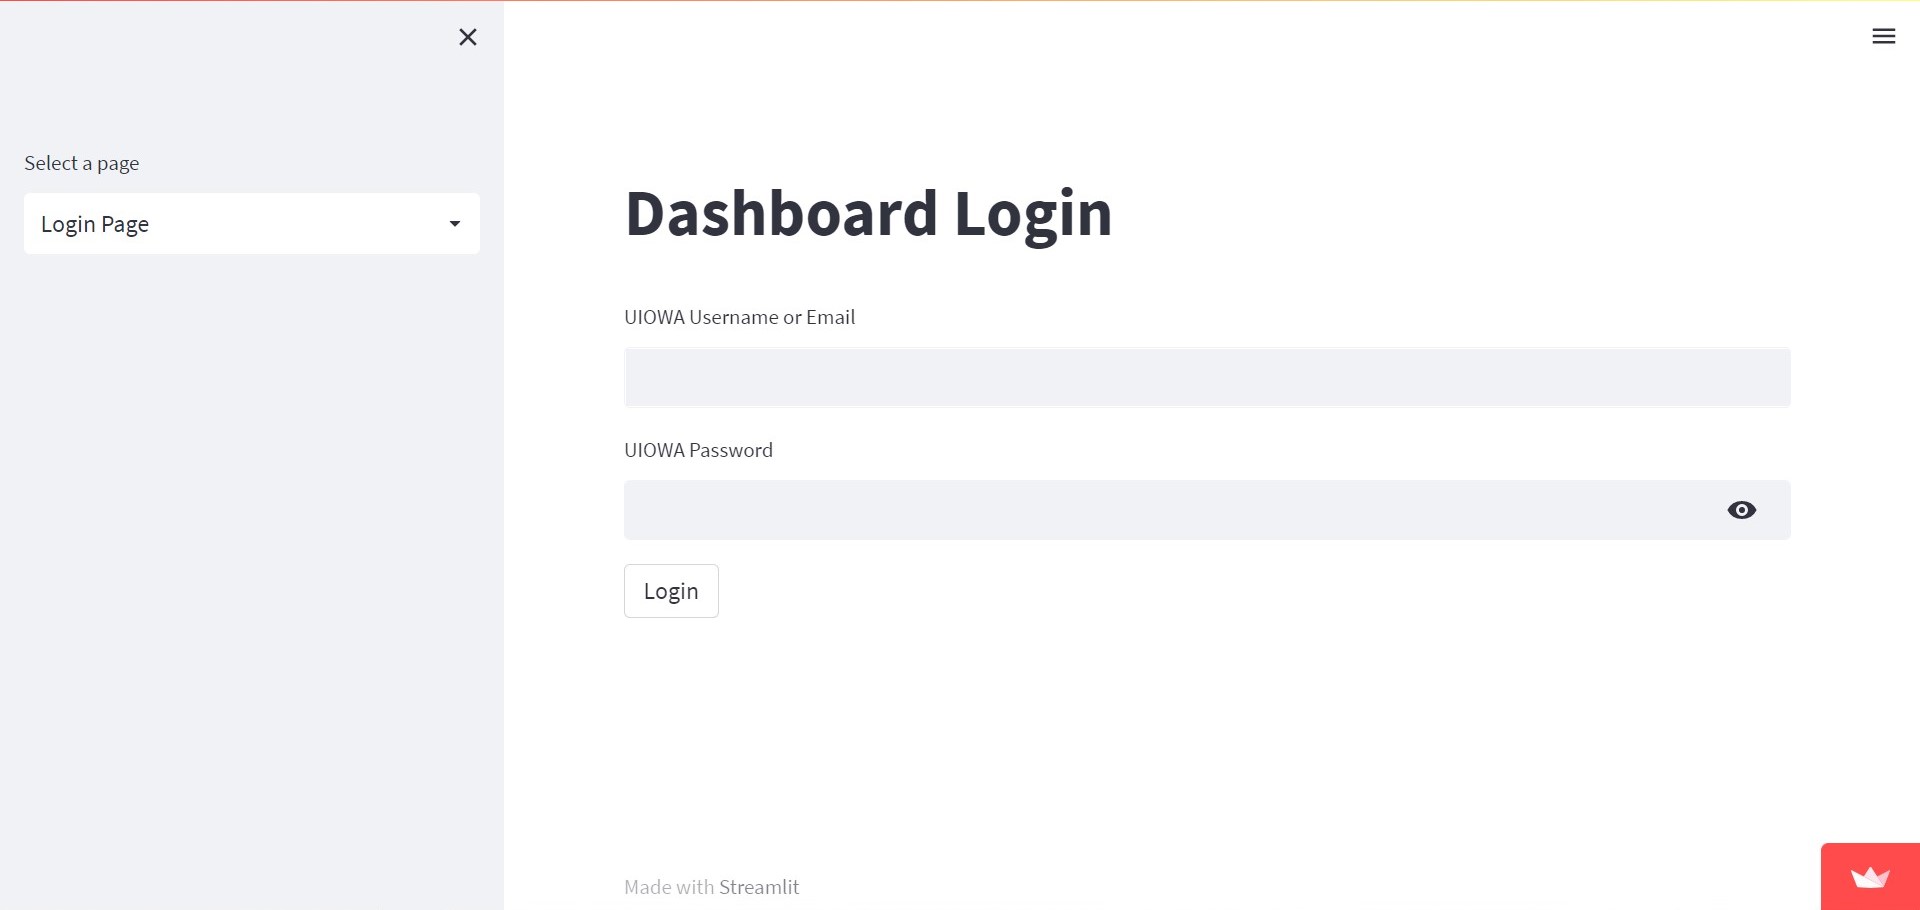 Select a page
Login Page
Dashboard Login
UIOWA Username or Email
UIOWA Password
Login
Made with Streamlit